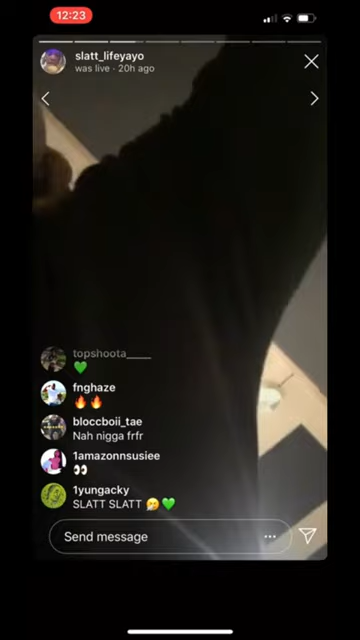 12:23
slatt_lifeyayo
was live · 20h ago
topshoota____
💚
fnghaze
🔥🔥
bloccboii_tae
Nah nigga frfr
1amazonnsusiee
👀
1yungacky
SLATT SLATT 🤧💚
Send message